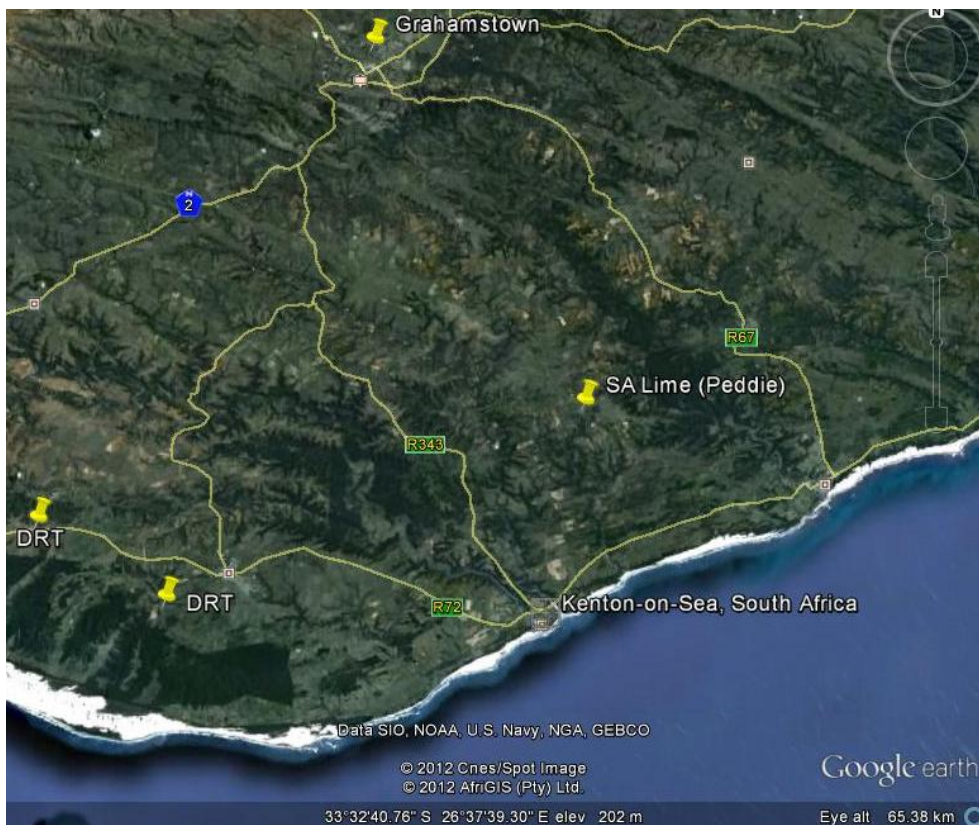 N
Grahamstown
N
2
R67
SA Lime (Peddie)
R343
DRT
DRT
R72
Kenton-on-Sea, South Africa
Data SIO, NOAA, U.S. Navy, NGA, GEBCO
© 2012 Cnes/Spot Image
© 2012 AfriGIS (Pty) Ltd.
Google earth
33°32'40.76" S 26°37'39.30" E elev 202 m
Eye alt 65.38 km